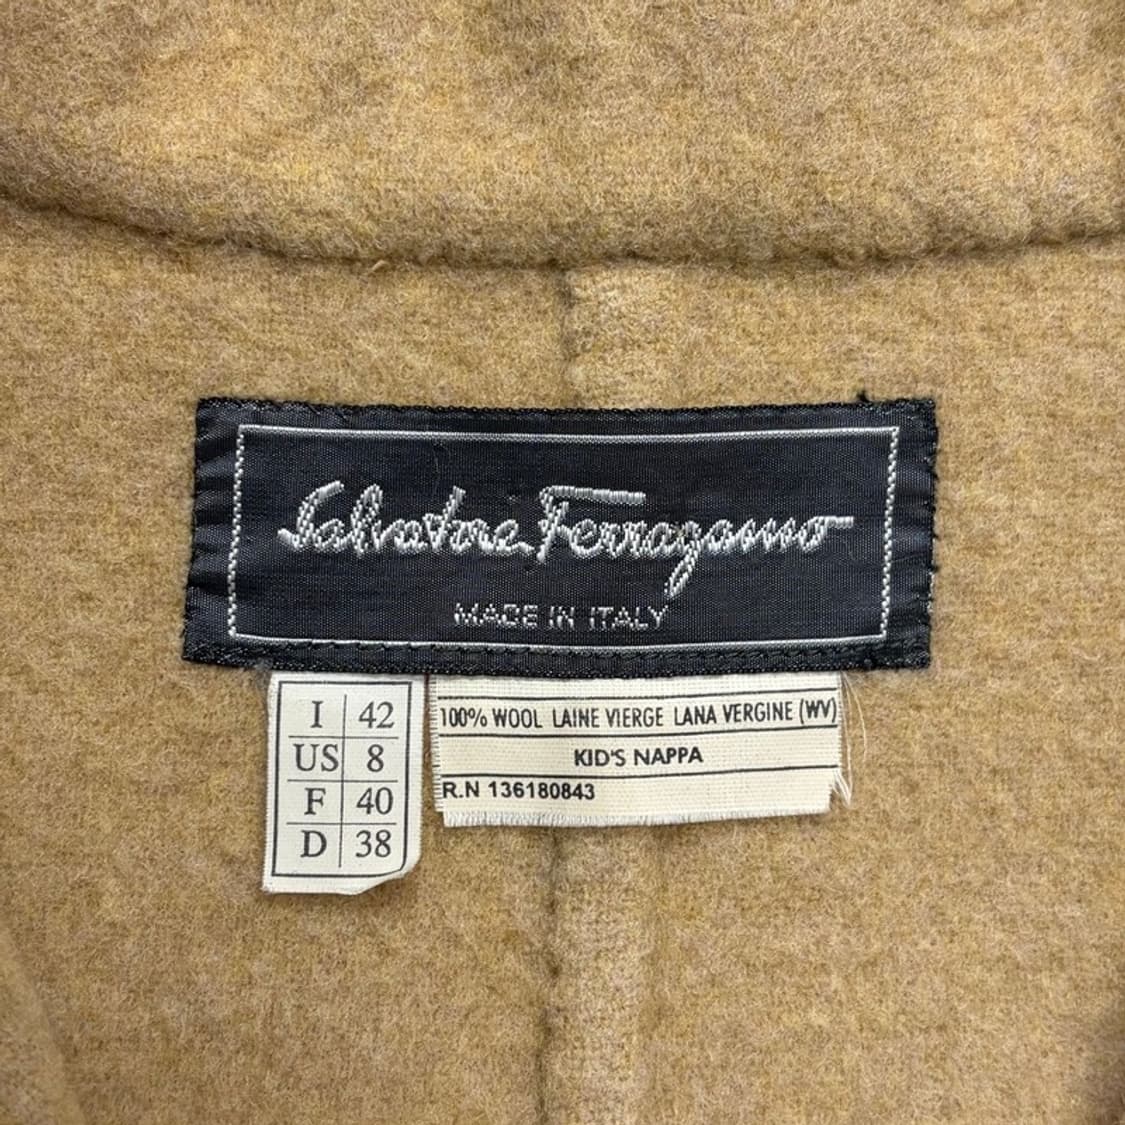 Salvatore Ferragamo
MADE IN ITALY
I 42
US 8
F 40
D 38
100% WOOL LAINE VIERGE LANA VERGINE (WV)
KID'S NAPPA
R.N 136180843